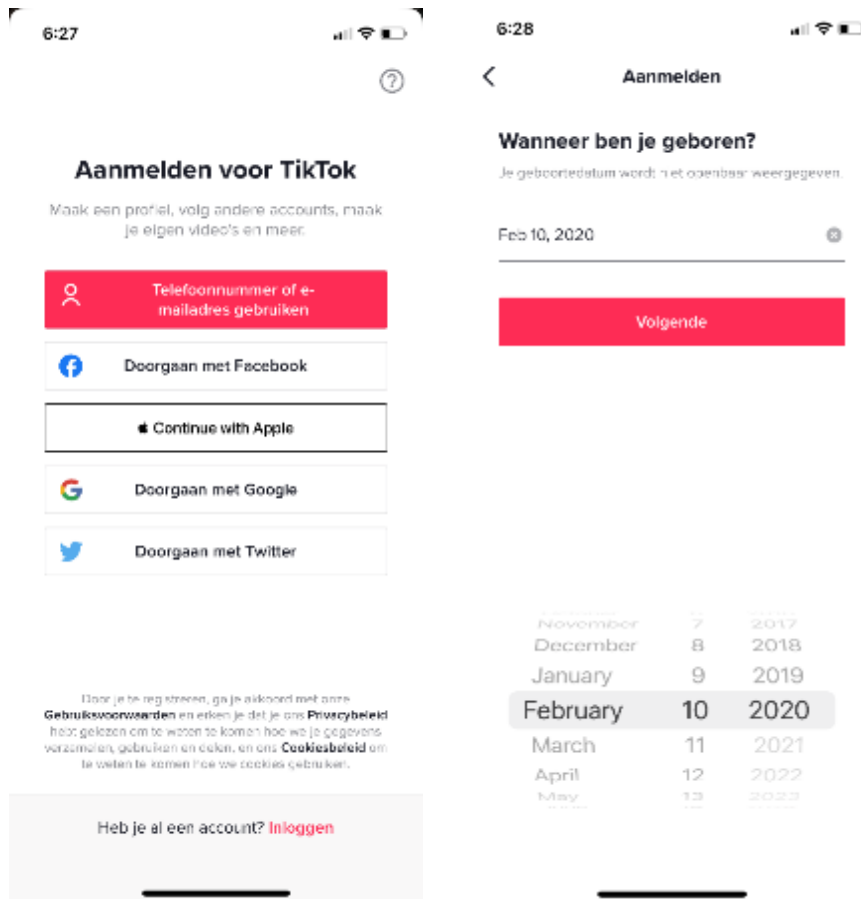 6:27
Aanmelden voor TikTok
Maak een profiel, volg andere accounts, maak
je eigen video's en meer.
Telefoonnummer of e-
mailadres gebruiken
Doorgaan met Facebook
Continue with Apple
Doorgaan met Google
Doorgaan met Twitter
Door je te registreren, ga je akkoord met onze
Gebruiksvoorwaarden en erken je dat je ons Privacybeleid
hebt gelezen om te weten te komen hoe we je gegevens
verzamelen, gebruiken en delen, en ons Cookiesbeleid om
te weten te komen hoe we cookies gebruiken.
Heb je al een account? Inloggen
6:28
Aanmelden
Wanneer ben je geboren?
Je geboortedatum wordt niet openbaar weergegeven.
Feb 10, 2020
Volgende
November 7 2017
December 8 2018
January 9 2019
February 10 2020
March 11 2021
April 12 2022
May 13 2023